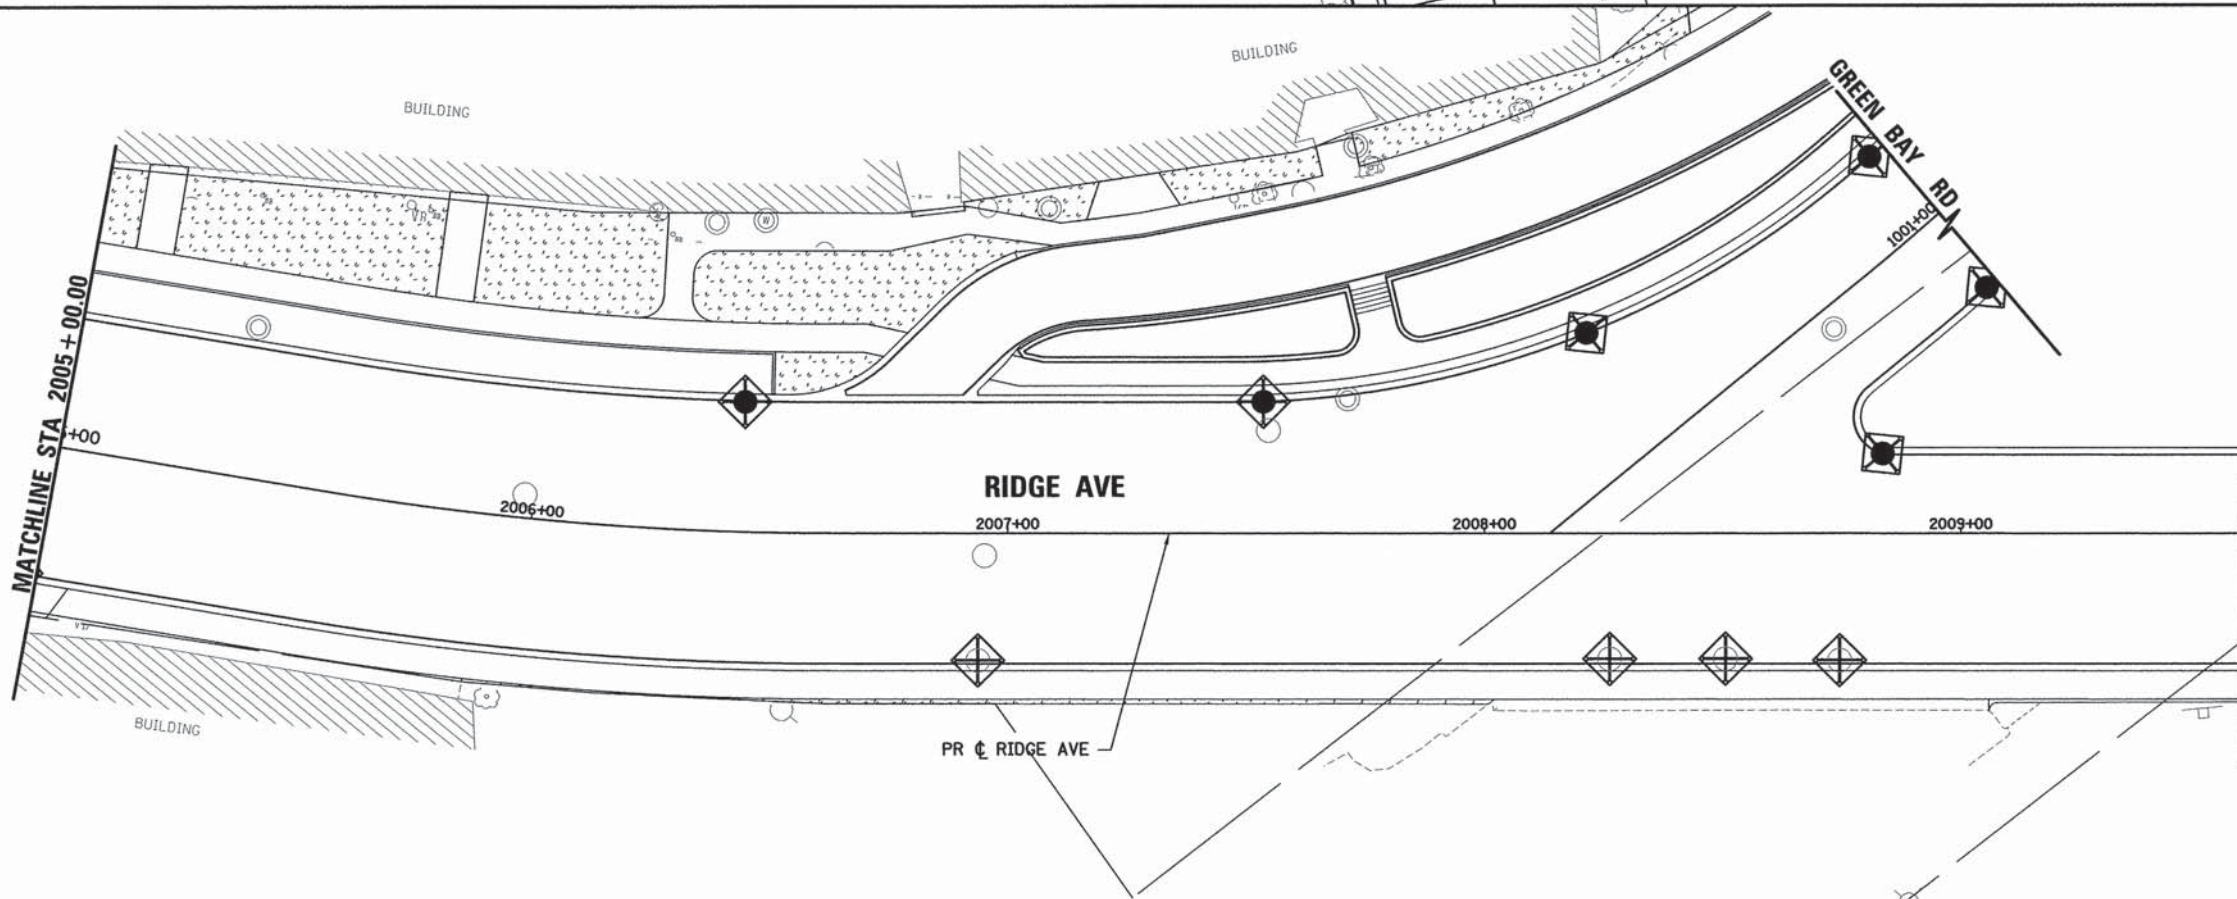 BUILDING
BUILDING
GREEN BAY RD
1001+00
MATCHLINE STA 2005+00.00
+00
RIDGE AVE
2006+00
2007+00
2008+00
2009+00
W
PR ℄ RIDGE AVE
BUILDING